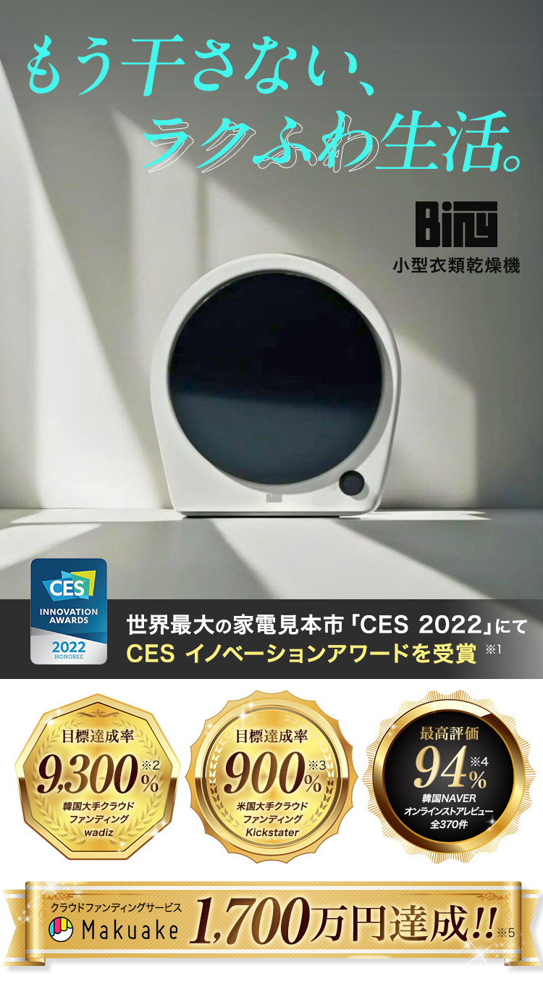 もう干さない、
ラクふわ生活。
Biny
小型衣類乾燥機
CES
INNOVATION
AWARDS
2022
HONOREE
世界最大の家電見本市「CES 2022」にて
CES イノベーションアワードを受賞 ※1
目標達成率
9,300% ※2
韓国大手クラウド
ファンディング
wadiz
目標達成率
900% ※3
米国大手クラウド
ファンディング
Kickstater
最高評価
94% ※4
韓国NAVER
オンラインストアレビュー
全370件
クラウドファンディングサービス
Makuake 1,700万円達成!! ※5